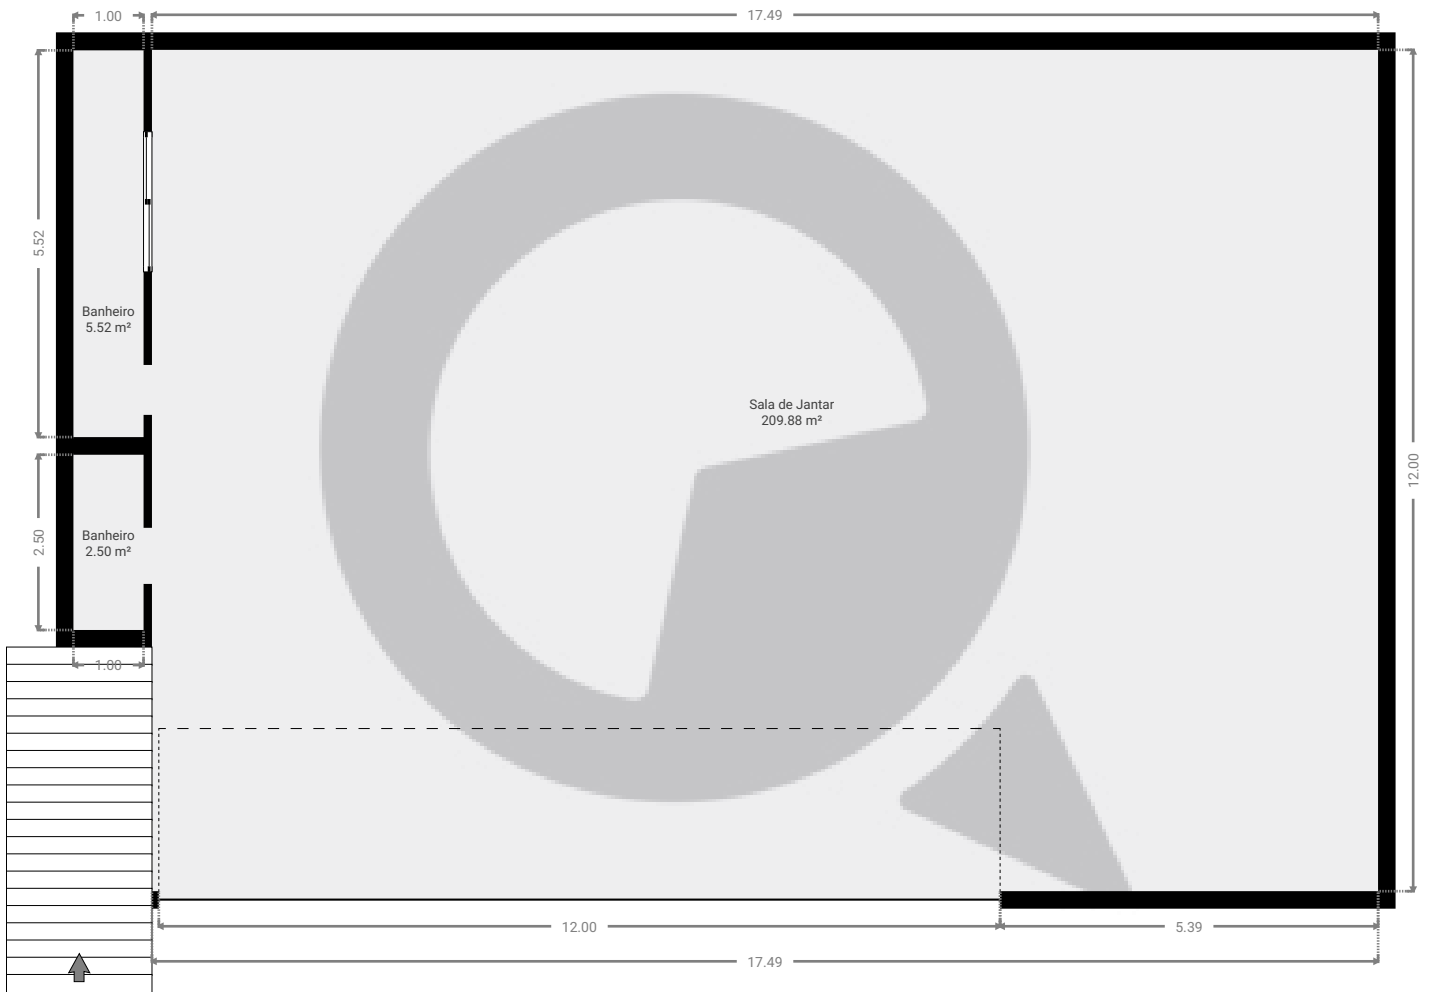 1.00
17.49
5.52
Banheiro
5.52 m²
Sala de Jantar
209.88 m²
12.00
2.50
Banheiro
2.50 m²
1.00
12.00
5.39
17.49